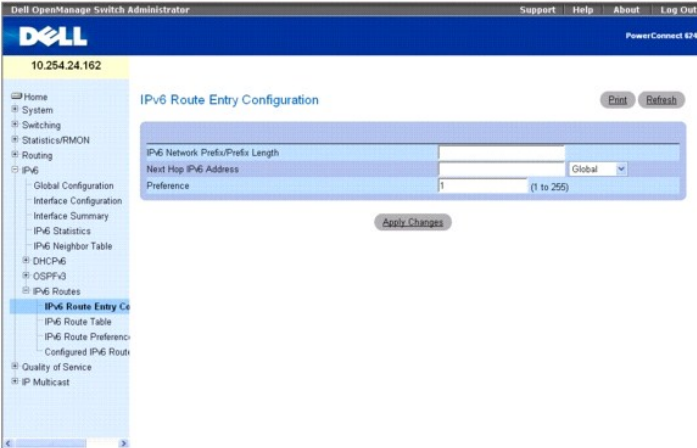 Dell OpenManage Switch Administrator
Support Help About Log Out
DELL
PowerConnect 624
10.254.24.162
Home
System
Switching
Statistics/RMON
Routing
IPv6
Global Configuration
Interface Configuration
Interface Summary
IPv6 Statistics
IPv6 Neighbor Table
DHCPv6
OSPFv3
IPv6 Routes
IPv6 Route Entry Co
IPv6 Route Table
IPv6 Route Preferenc
Configured IPv6 Rout
Quality of Service
IP Multicast
IPv6 Route Entry Configuration
Print Refresh
IPv6 Network Prefix/Prefix Length
Next Hop IPv6 Address Global
Preference 1 (1 to 255)
Apply Changes